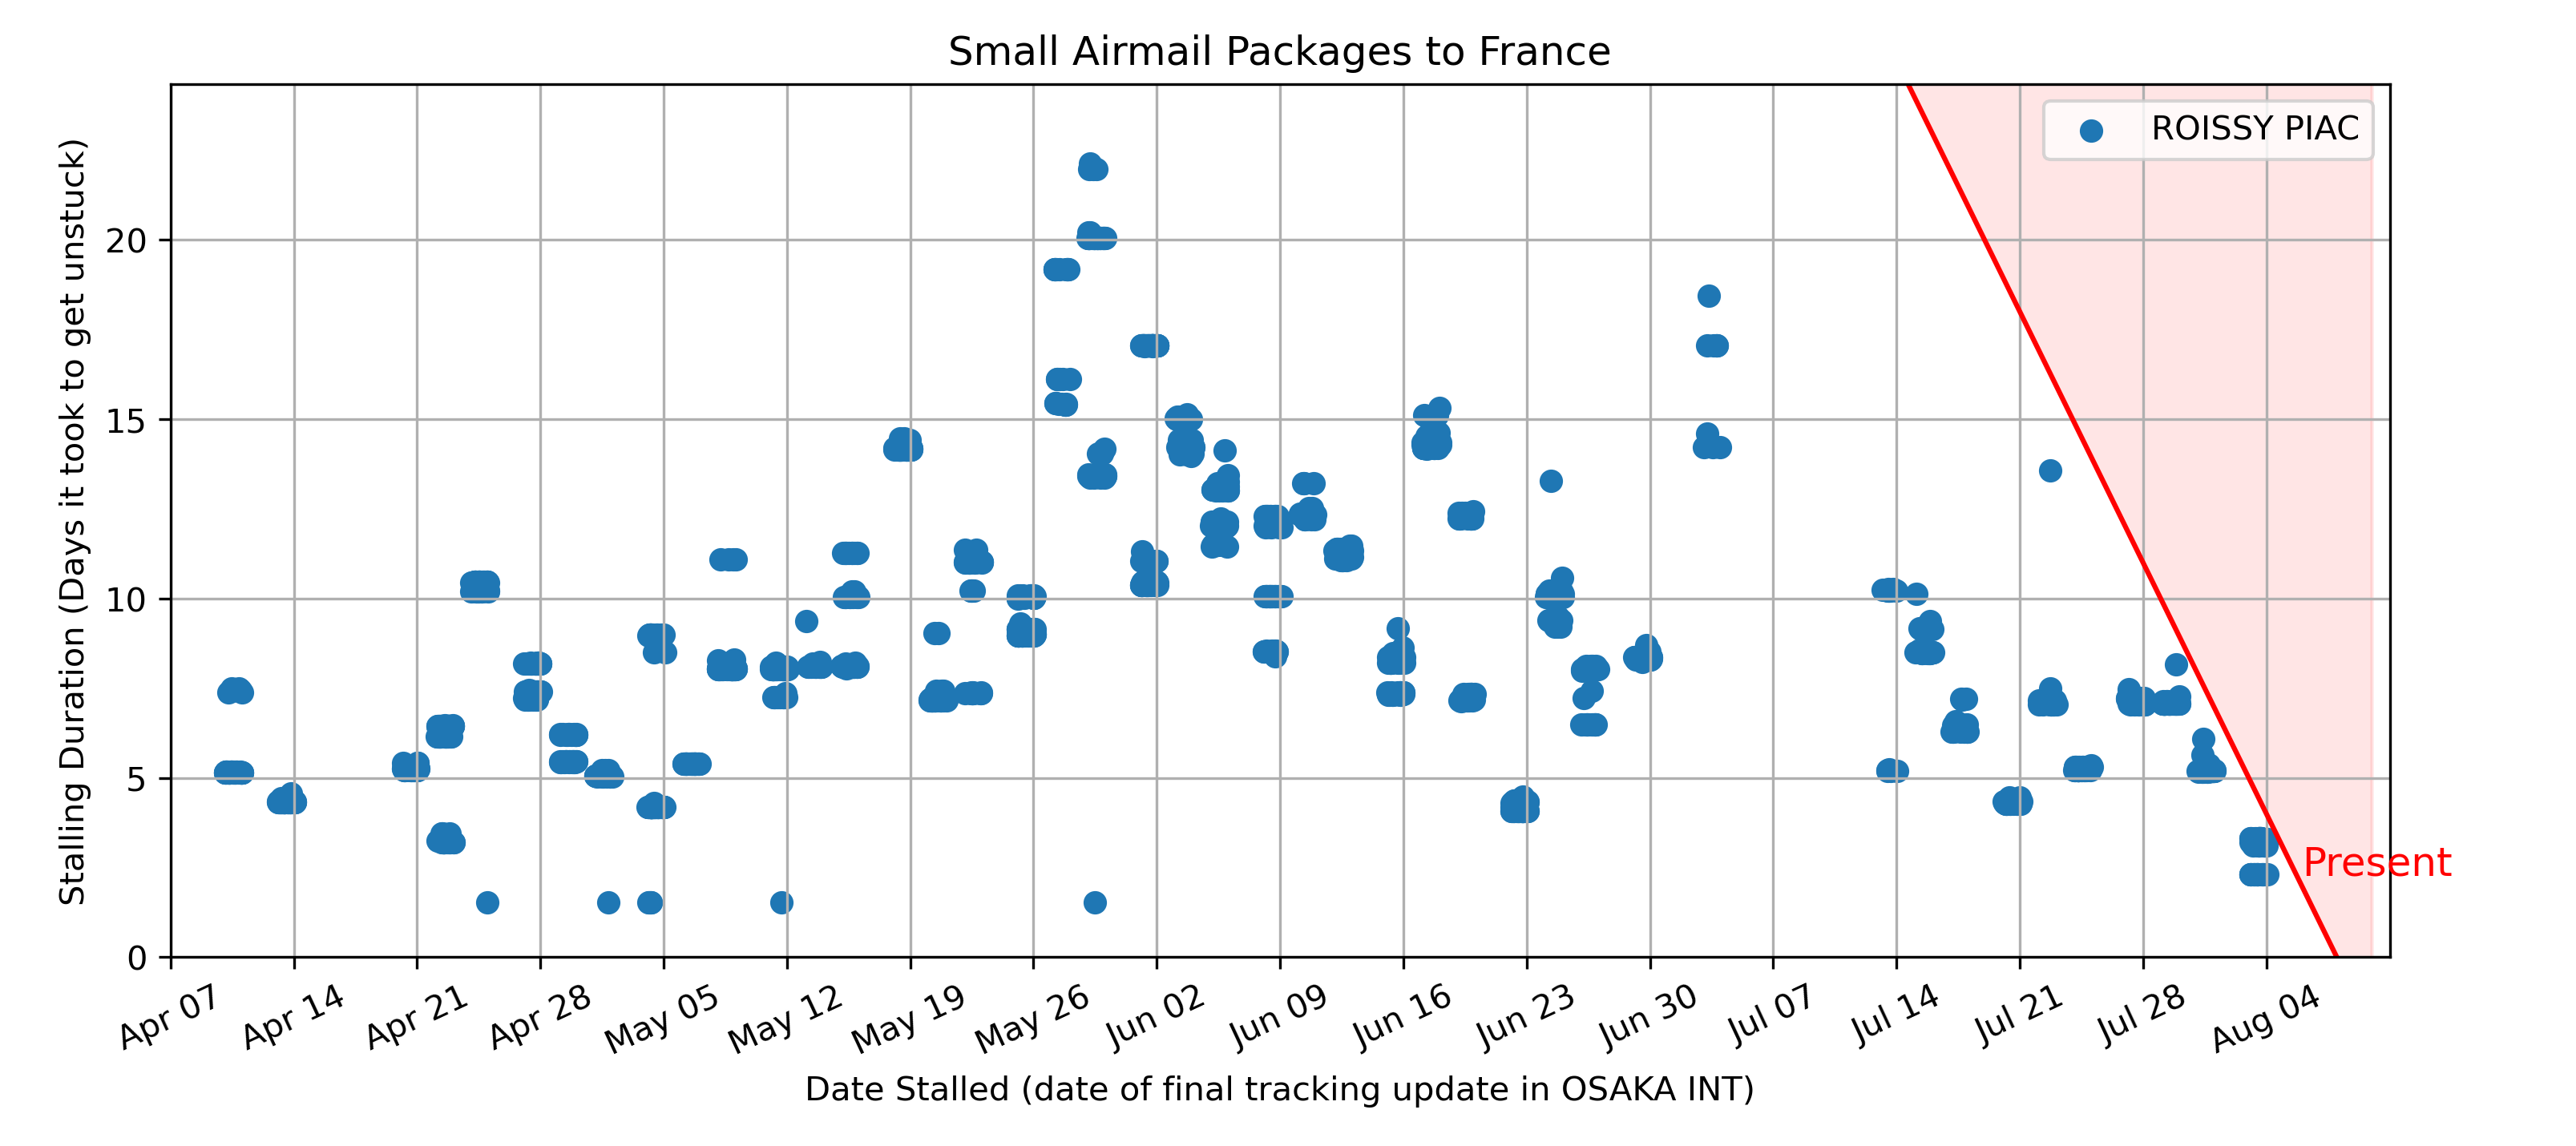 Small Airmail Packages to France
ROISSY PIAC
Stalling Duration (Days it took to get unstuck)
20
15
10
5
0
Present
Apr 07
Apr 14
Apr 21
Apr 28
May 05
May 12
May 19
May 26
Jun 02
Jun 09
Jun 16
Jun 23
Jun 30
Jul 07
Jul 14
Jul 21
Jul 28
Aug 04
Date Stalled (date of final tracking update in OSAKA INT)